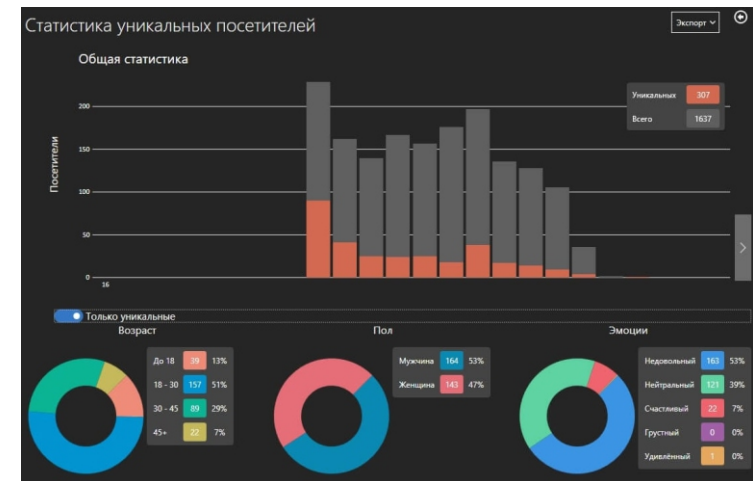 Статистика уникальных посетителей
Экспорт
Общая статистика
Уникальных 307
Всего 1637
Посетители
200
150
100
50
0
16
Только уникальные
Возраст
До 18 39 13%
18 - 30 157 51%
30 - 45 89 29%
45+ 22 7%
Пол
Мужчина 164 53%
Женщина 143 47%
Эмоции
Недовольный 163 53%
Нейтральный 121 39%
Счастливый 22 7%
Грустный 0 0%
Удивлённый 1 0%